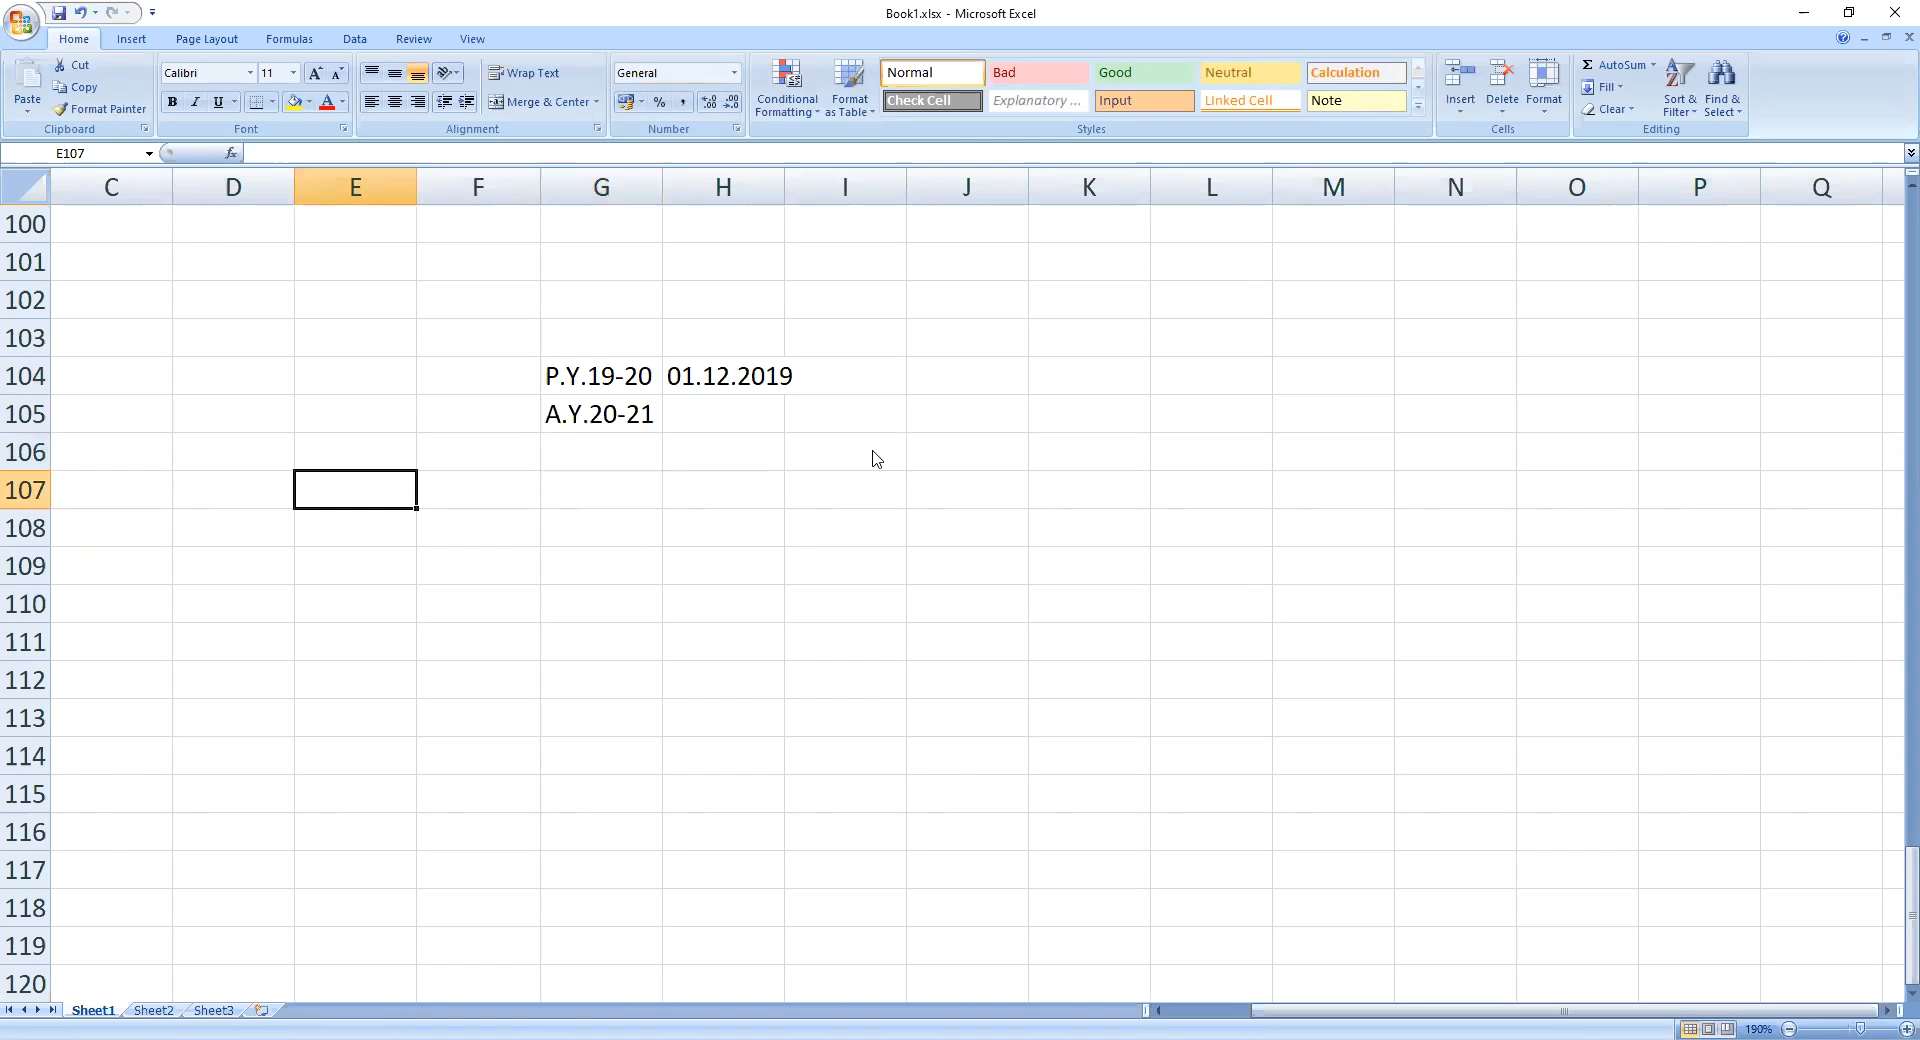 Book1.xlsx - Microsoft Excel
Home Insert Page Layout Formulas Data Review View
Paste
Cut
Copy
Format Painter
Clipboard
Calibri 11
B I U
Font
Wrap Text
Merge & Center
Alignment
General
% ,
Number
Conditional Formatting
Format as Table
Normal Bad Good Neutral Calculation
Check Cell Explanatory ... Input Linked Cell Note
Styles
Insert Delete Format
Cells
Σ AutoSum
Fill
Clear
Sort & Filter
Find & Select
Editing
E107 fx
C D E F G H I J K L M N O P Q
100
101
102
103
104 P.Y.19-20 01.12.2019
105 A.Y.20-21
106
107
108
109
110
111
112
113
114
115
116
117
118
119
120
Sheet1 Sheet2 Sheet3
190%